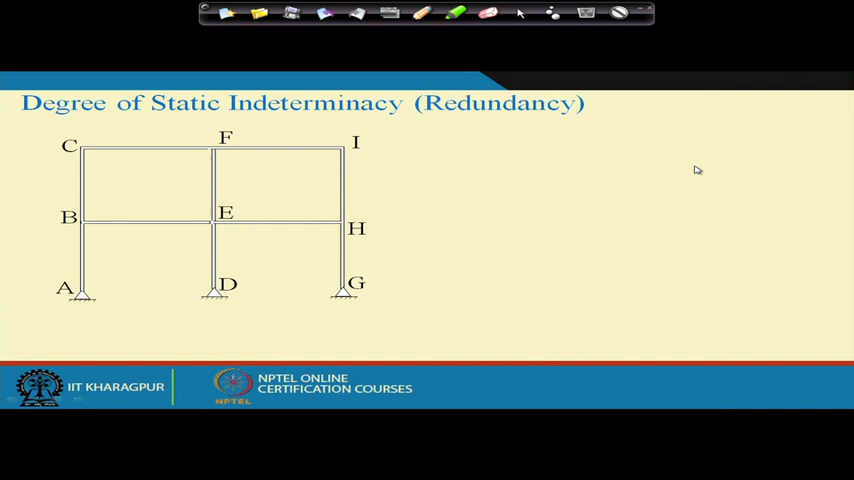 Degree of Static Indeterminacy (Redundancy)
C F I
B E H
A D G
IIT KHARAGPUR
NPTEL
NPTEL ONLINE
CERTIFICATION COURSES